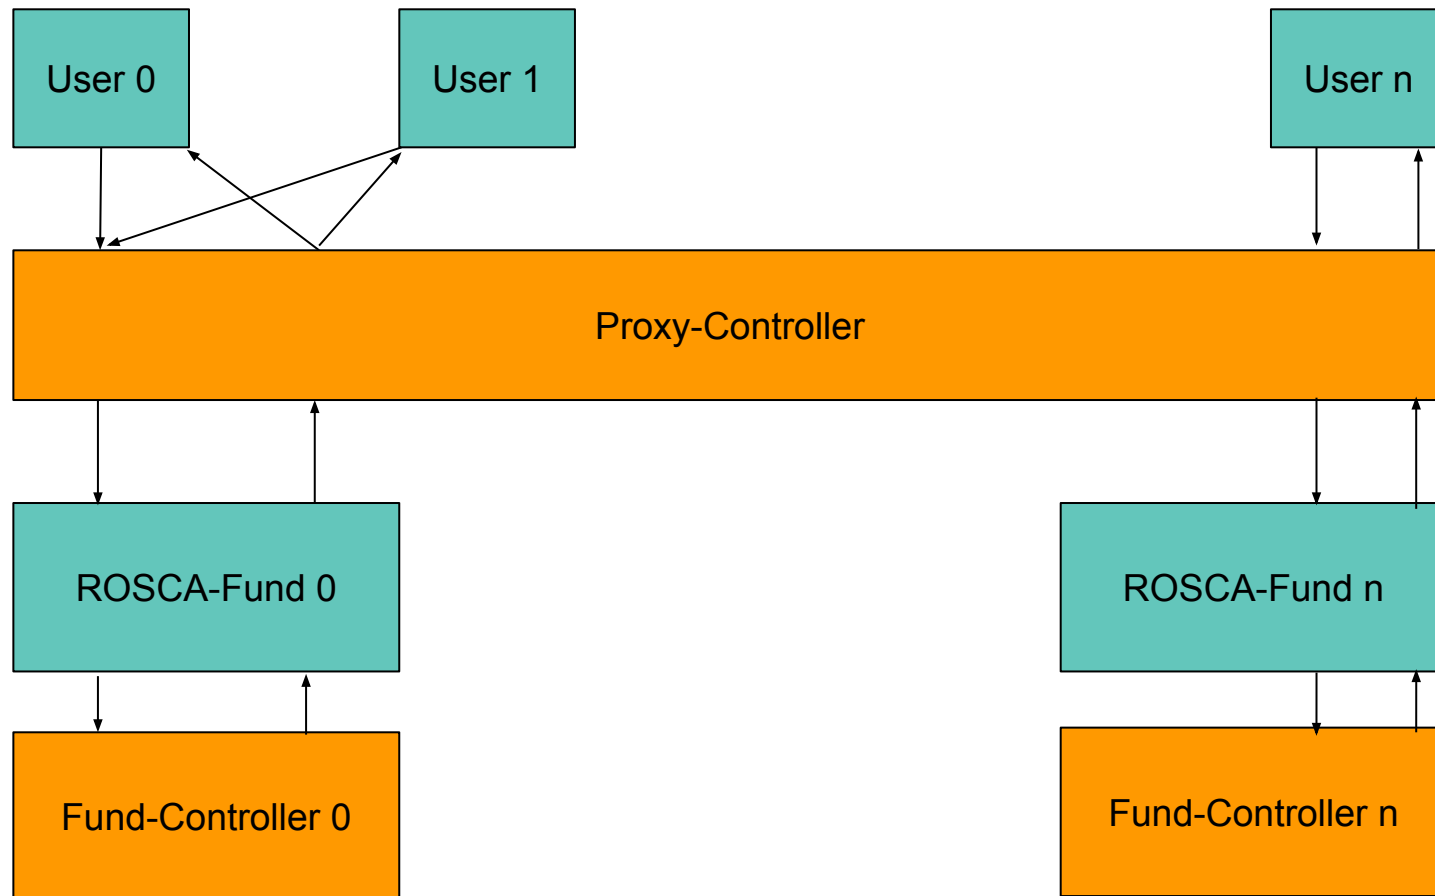 User 0
User 1
User n
Proxy-Controller
ROSCA-Fund 0
ROSCA-Fund n
Fund-Controller 0
Fund-Controller n